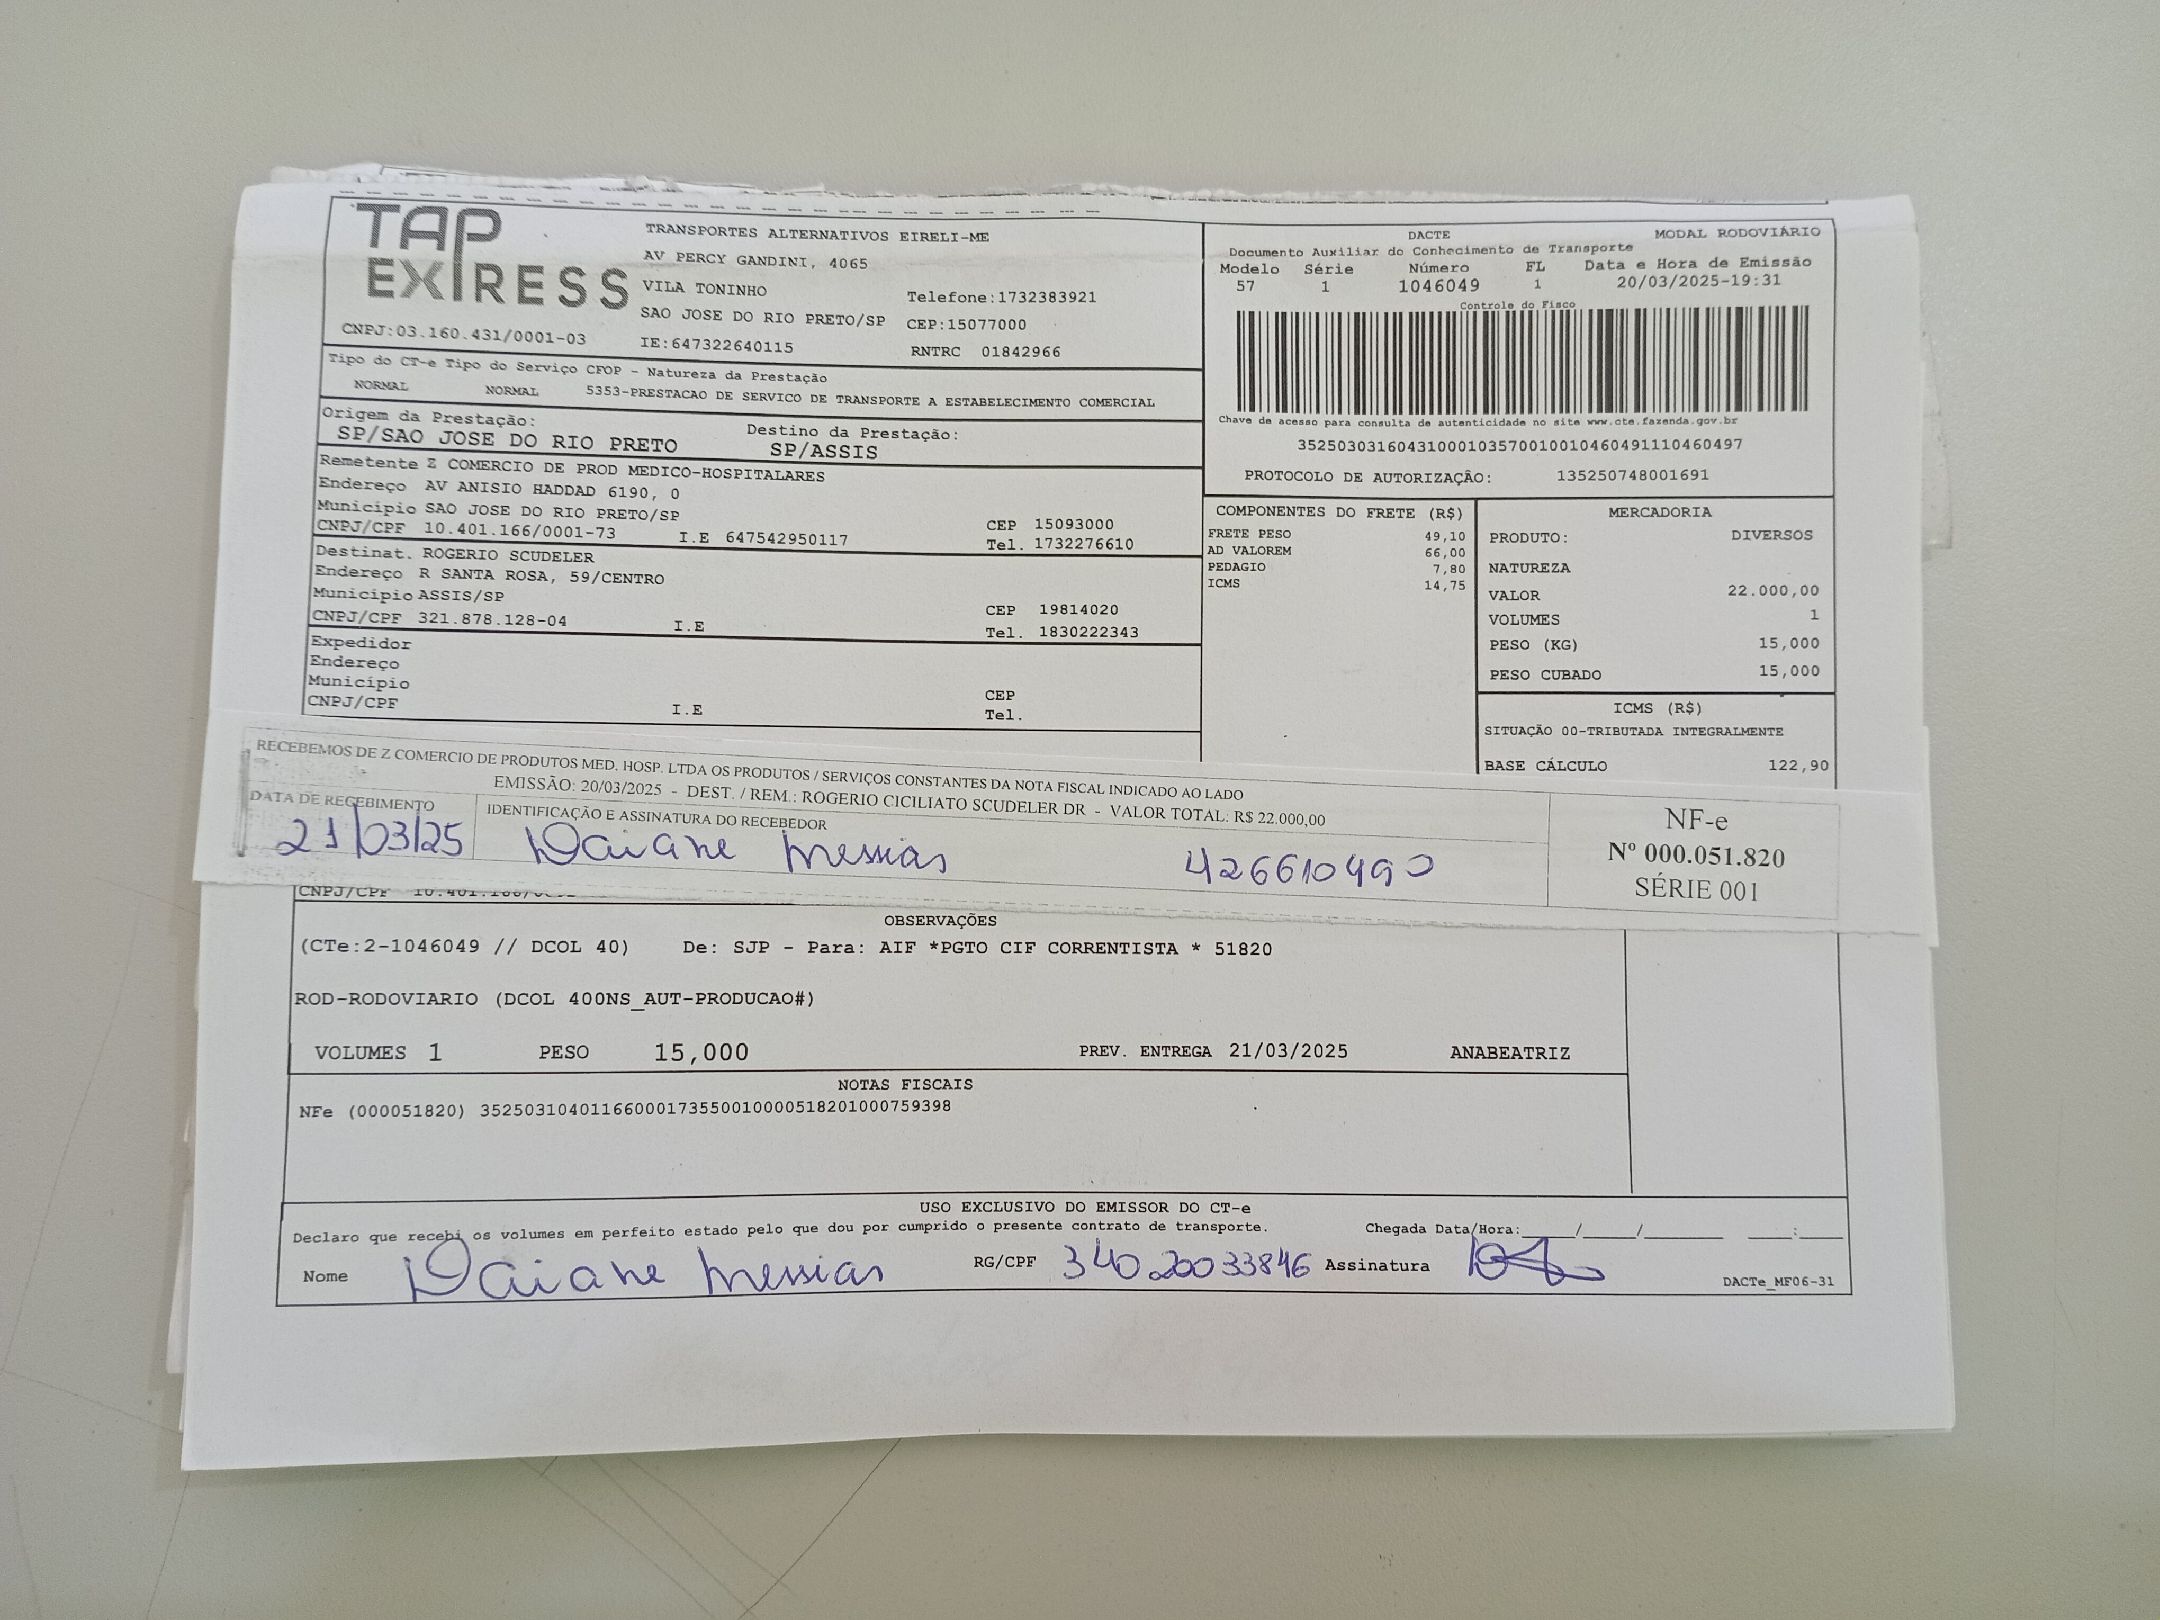 TAP EXPRESS
TRANSPORTES ALTERNATIVOS EIRELI-ME
AV PERCY GANDINI, 4065
VILA TONINHO
Telefone:1732383921
SAO JOSE DO RIO PRETO/SP CEP:15077000
CNPJ:03.160.431/0001-03 IE:647322640115 RNTRC 01842966
DACTE MODAL RODOVIÁRIO
Documento Auxiliar do Conhecimento de Transporte
Modelo Série Número FL Data e Hora de Emissão
57 1 1046049 1 20/03/2025-19:31
Controle do Fisco
Chave de acesso para consulta de autenticidade no site www.cte.fazenda.gov.br
35250303160431000103570010010460491110460497
PROTOCOLO DE AUTORIZAÇÃO: 135250748001691
Tipo do CT-e Tipo do Serviço CFOP - Natureza da Prestação
NORMAL NORMAL 5353-PRESTACAO DE SERVICO DE TRANSPORTE A ESTABELECIMENTO COMERCIAL
Origem da Prestação: Destino da Prestação:
SP/SAO JOSE DO RIO PRETO SP/ASSIS
Remetente Z COMERCIO DE PROD MEDICO-HOSPITALARES
Endereço AV ANISIO HADDAD 6190, 0
Município SAO JOSE DO RIO PRETO/SP CEP 15093000
CNPJ/CPF 10.401.166/0001-73 I.E 647542950117 Tel. 1732276610
Destinat. ROGERIO SCUDELER
Endereço R SANTA ROSA, 59/CENTRO
Município ASSIS/SP CEP 19814020
CNPJ/CPF 321.878.128-04 I.E Tel. 1830222343
Expedidor
Endereço
Município CEP
CNPJ/CPF I.E Tel.
COMPONENTES DO FRETE (R$)
FRETE PESO 49,10
AD VALOREM 66,00
PEDAGIO 7,80
ICMS 14,75
MERCADORIA
PRODUTO: DIVERSOS
NATUREZA
VALOR 22.000,00
VOLUMES 1
PESO (KG) 15,000
PESO CUBADO 15,000
ICMS (R$)
SITUAÇÃO 00-TRIBUTADA INTEGRALMENTE
BASE CÁLCULO 122,90
RECEBEMOS DE Z COMERCIO DE PRODUTOS MED. HOSP. LTDA OS PRODUTOS / SERVIÇOS CONSTANTES DA NOTA FISCAL INDICADO AO LADO
EMISSÃO: 20/03/2025 - DEST. / REM.: ROGERIO CICILIATO SCUDELER DR - VALOR TOTAL: R$ 22.000,00
DATA DE RECEBIMENTO IDENTIFICAÇÃO E ASSINATURA DO RECEBEDOR
21/03/25 Daiane Messias 426610490
NF-e
Nº 000.051.820
SÉRIE 001
CNPJ/CPF 10.401.166/
OBSERVAÇÕES
(CTe:2-1046049 // DCOL 40) De: SJP - Para: AIF *PGTO CIF CORRENTISTA * 51820
ROD-RODOVIARIO (DCOL 400NS_AUT-PRODUCAO#)
VOLUMES 1 PESO 15,000 PREV. ENTREGA 21/03/2025 ANABEATRIZ
NOTAS FISCAIS
NFe (000051820) 35250310401166000173550010000518201000759398
USO EXCLUSIVO DO EMISSOR DO CT-e
Declaro que recebi os volumes em perfeito estado pelo que dou por cumprido o presente contrato de transporte. Chegada Data/Hora:____/____/______ ____:____
Nome Daiane Messias RG/CPF 34020033846 Assinatura
DACTe_MF06-31